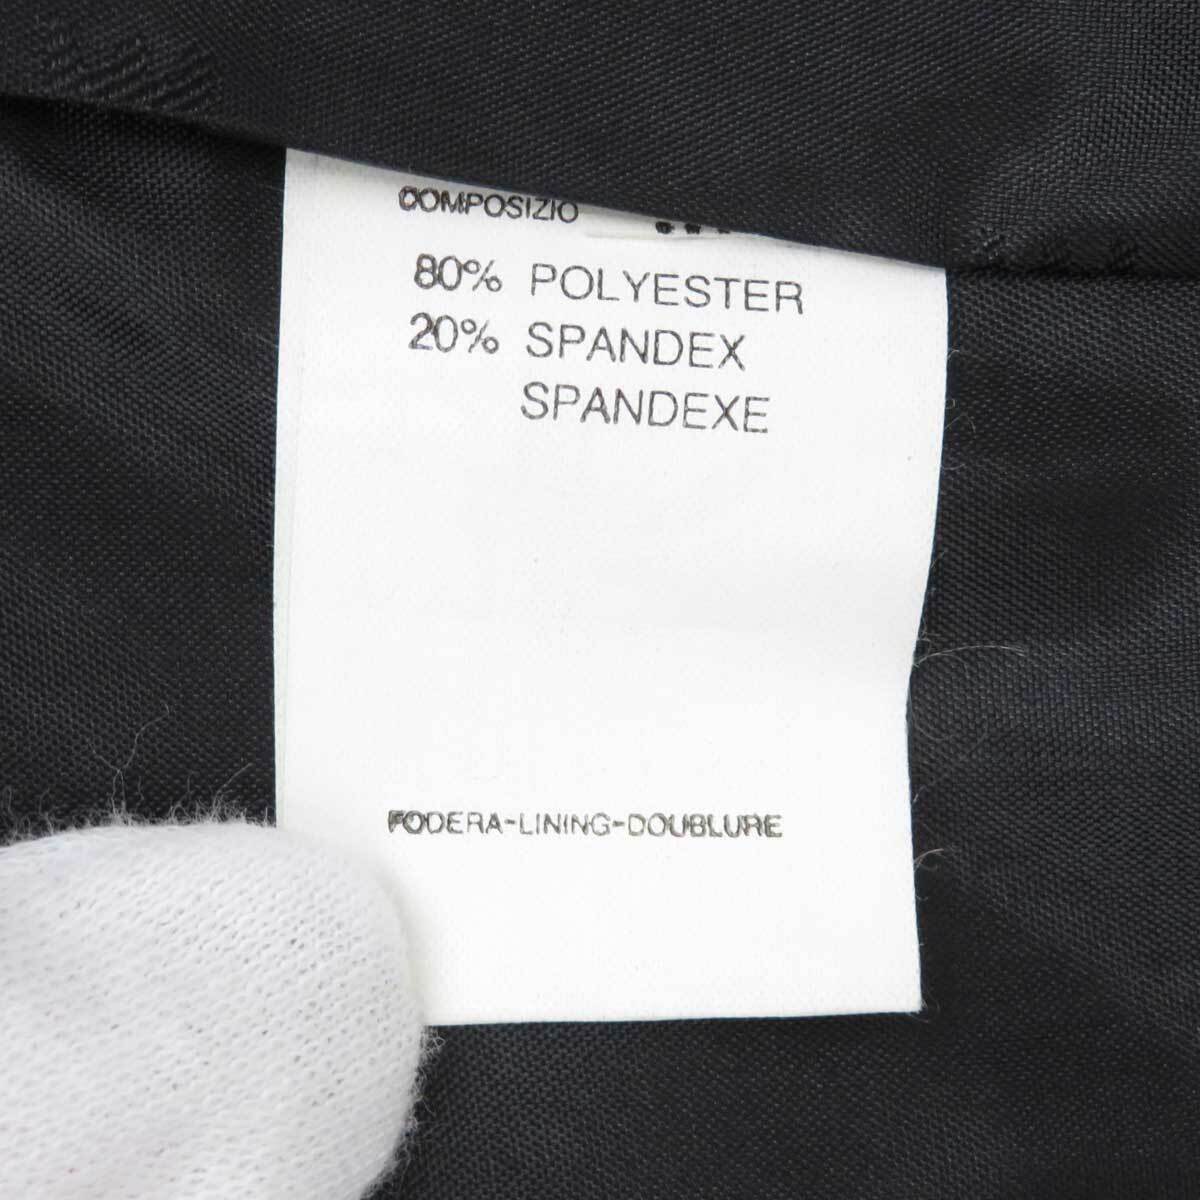 COMPOSIZIO
80% POLYESTER
20% SPANDEX
SPANDEXE
FODERA-LINING-DOUBLURE